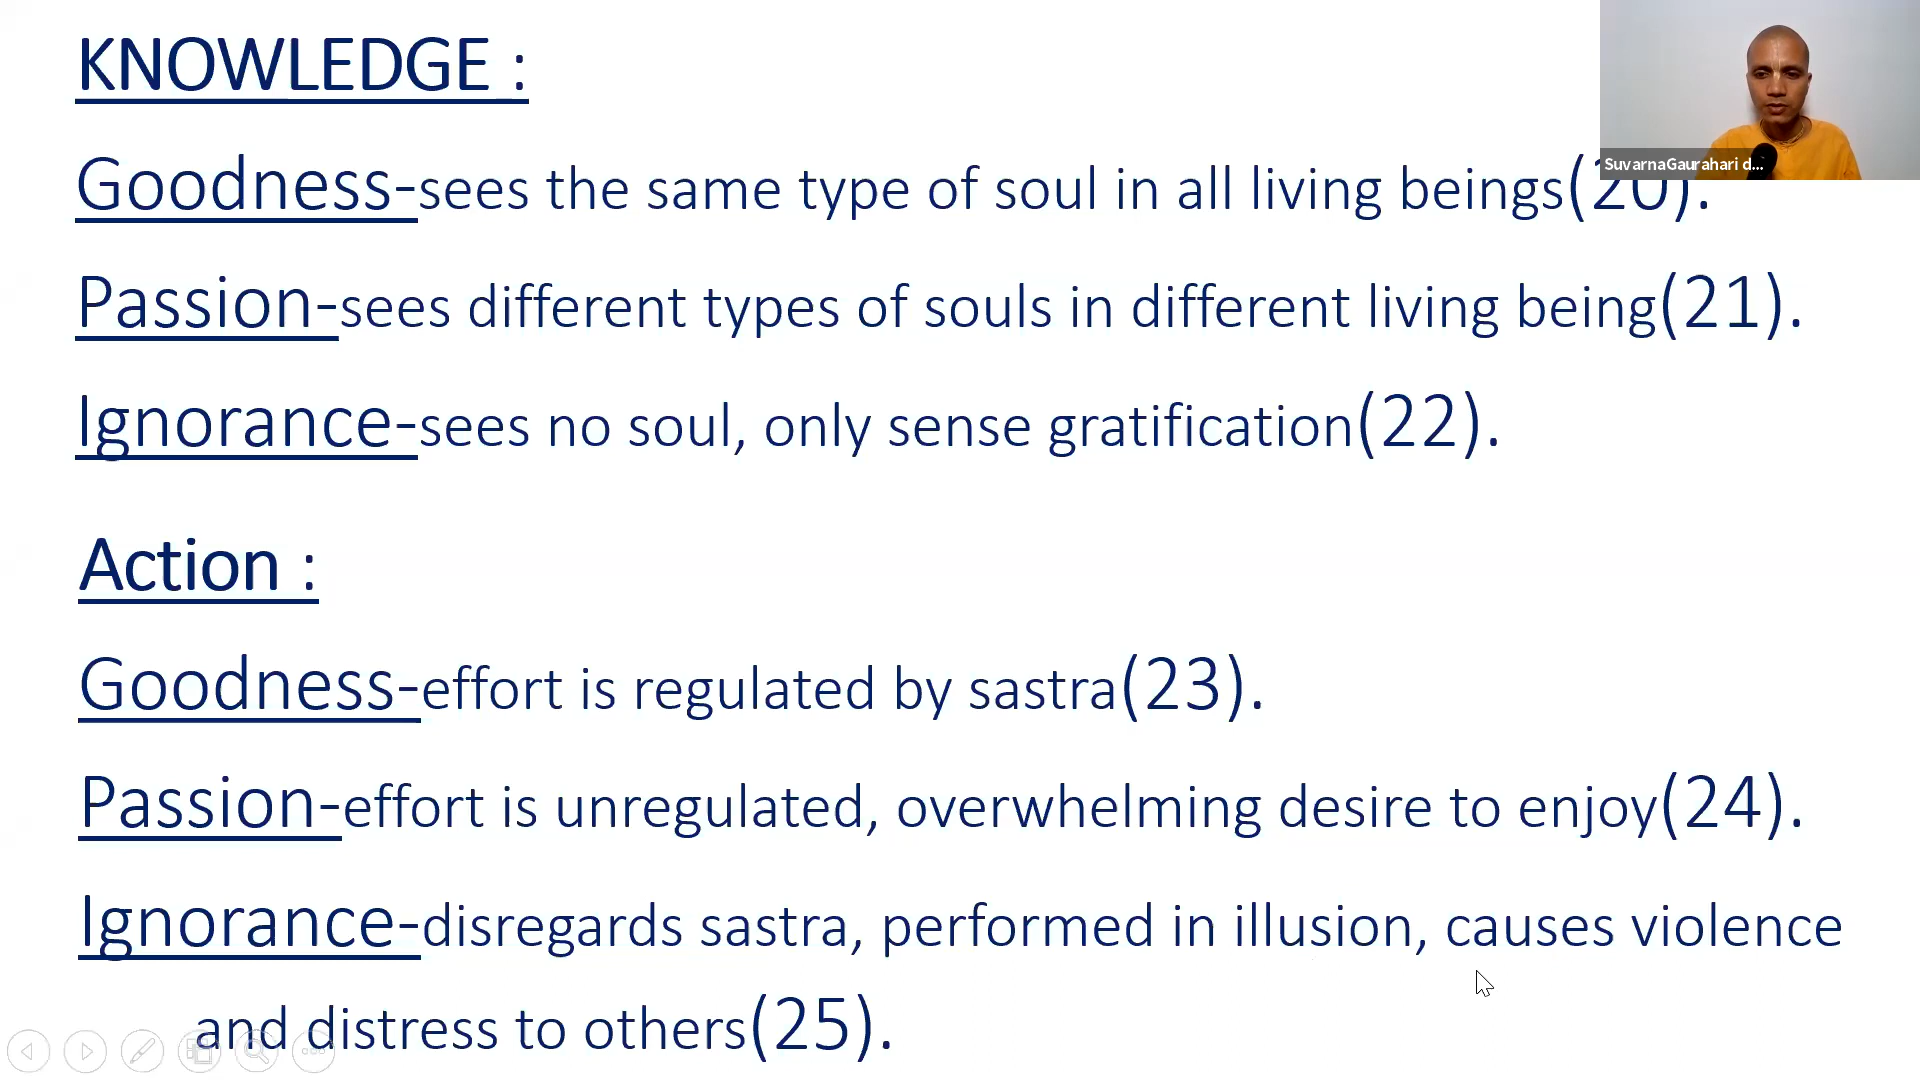 KNOWLEDGE :
Goodness-sees the same type of soul in all living beings(20).
SuvarnaGaurahari d...
Passion-sees different types of souls in different living being(21).
Ignorance-sees no soul, only sense gratification(22).
Action :
Goodness-effort is regulated by sastra(23).
Passion-effort is unregulated, overwhelming desire to enjoy(24).
Ignorance-disregards sastra, performed in illusion, causes violence
and distress to others(25).